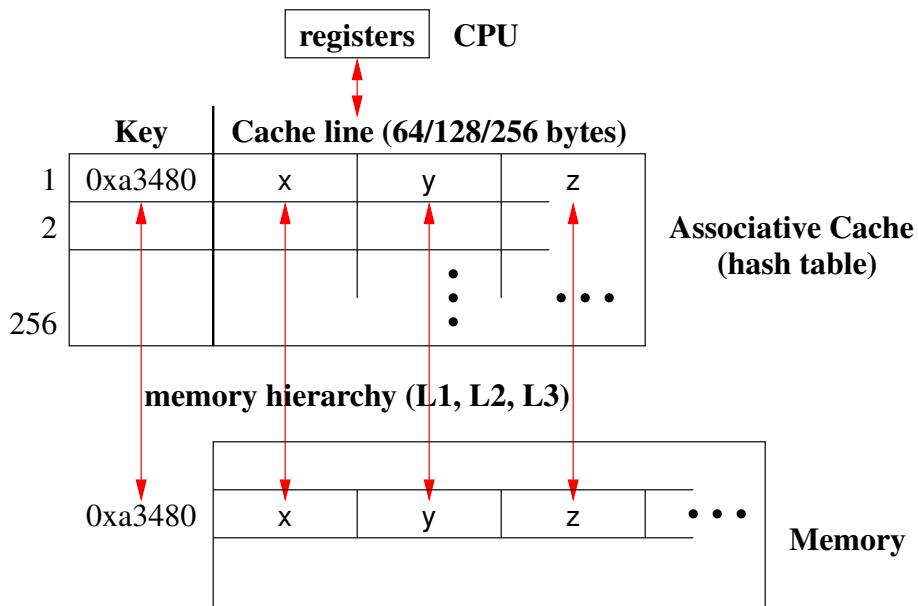 registers CPU
Key Cache line (64/128/256 bytes)
1 0xa3480 x y z
2
Associative Cache
(hash table)
256
memory hierarchy (L1, L2, L3)
0xa3480 x y z
Memory